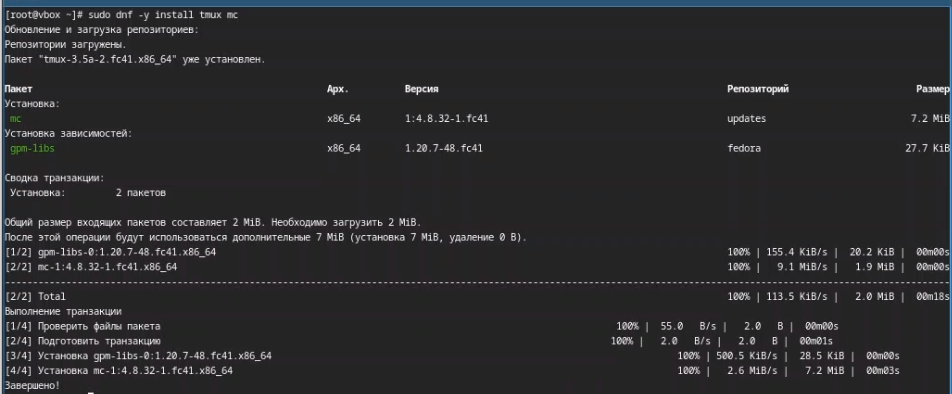 [root@vbox ~]# sudo dnf -y install tmux mc
Обновление и загрузка репозиториев:
Репозитории загружены.
Пакет "tmux-3.5a-2.fc41.x86_64" уже установлен.
Пакет Арх. Версия Репозиторий Размер
Установка:
mc x86_64 1:4.8.32-1.fc41 updates 7.2 MiB
Установка зависимостей:
gpm-libs x86_64 1.20.7-48.fc41 fedora 27.7 KiB
Сводка транзакции:
Установка: 2 пакетов
Общий размер входящих пакетов составляет 2 MiB. Необходимо загрузить 2 MiB.
После этой операции будут использоваться дополнительные 7 MiB (установка 7 MiB, удаление 0 B).
[1/2] gpm-libs-0:1.20.7-48.fc41.x86_64 100% | 155.4 KiB/s | 20.2 KiB | 00m00s
[2/2] mc-1:4.8.32-1.fc41.x86_64 100% | 9.1 MiB/s | 1.9 MiB | 00m00s
--------------------------------------------------------------------------------
[2/2] Total 100% | 113.5 KiB/s | 2.0 MiB | 00m18s
Выполнение транзакции
[1/4] Проверить файлы пакета 100% | 55.0 B/s | 2.0 B | 00m00s
[2/4] Подготовить транзакцию 100% | 2.0 B/s | 2.0 B | 00m01s
[3/4] Установка gpm-libs-0:1.20.7-48.fc41.x86_64 100% | 500.5 KiB/s | 28.5 KiB | 00m00s
[4/4] Установка mc-1:4.8.32-1.fc41.x86_64 100% | 2.6 MiB/s | 7.2 MiB | 00m03s
Завершено!